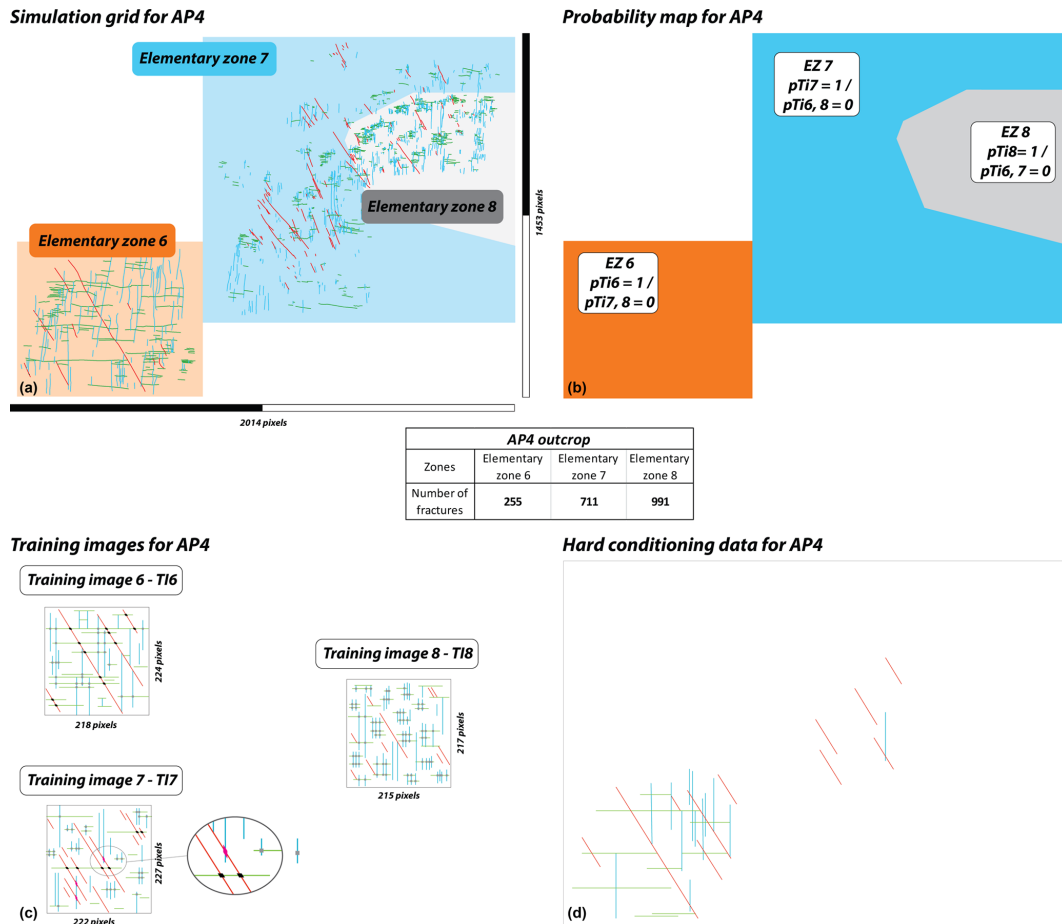 Simulation grid for AP4
Elementary zone 7
Elementary zone 8
Elementary zone 6
(a)
2014 pixels
1453 pixels
Probability map for AP4
EZ 7
pTi7 = 1 /
pTi6, 8 = 0
EZ 8
pTi8= 1 /
pTi6, 7 = 0
EZ 6
pTi6 = 1 /
pTi7, 8 = 0
(b)
AP4 outcrop
Zones
Elementary
zone 6
Elementary
zone 7
Elementary
zone 8
Number of
fractures
255
711
991
Training images for AP4
Training image 6 - TI6
224 pixels
218 pixels
Training image 8 - TI8
217 pixels
215 pixels
Training image 7 - TI7
227 pixels
222 pixels
(c)
Hard conditioning data for AP4
(d)